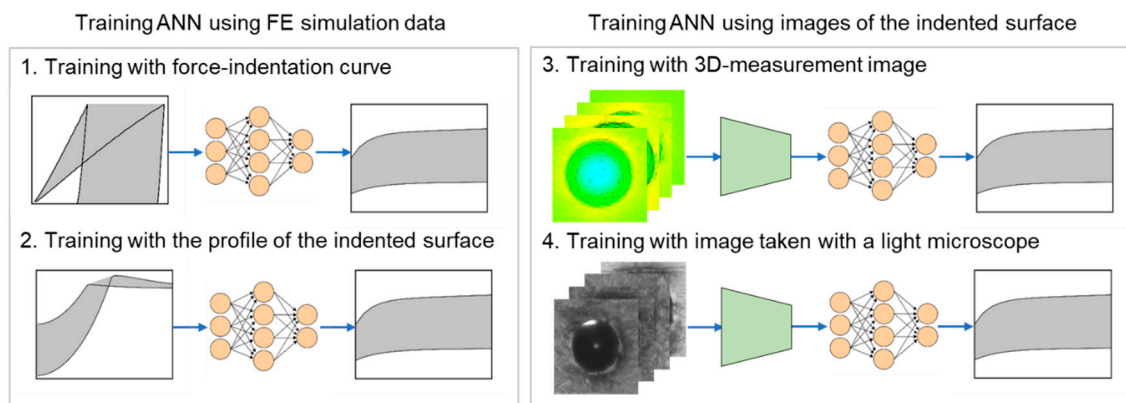 Training ANN using FE simulation data
1. Training with force-indentation curve
2. Training with the profile of the indented surface
Training ANN using images of the indented surface
3. Training with 3D-measurement image
4. Training with image taken with a light microscope